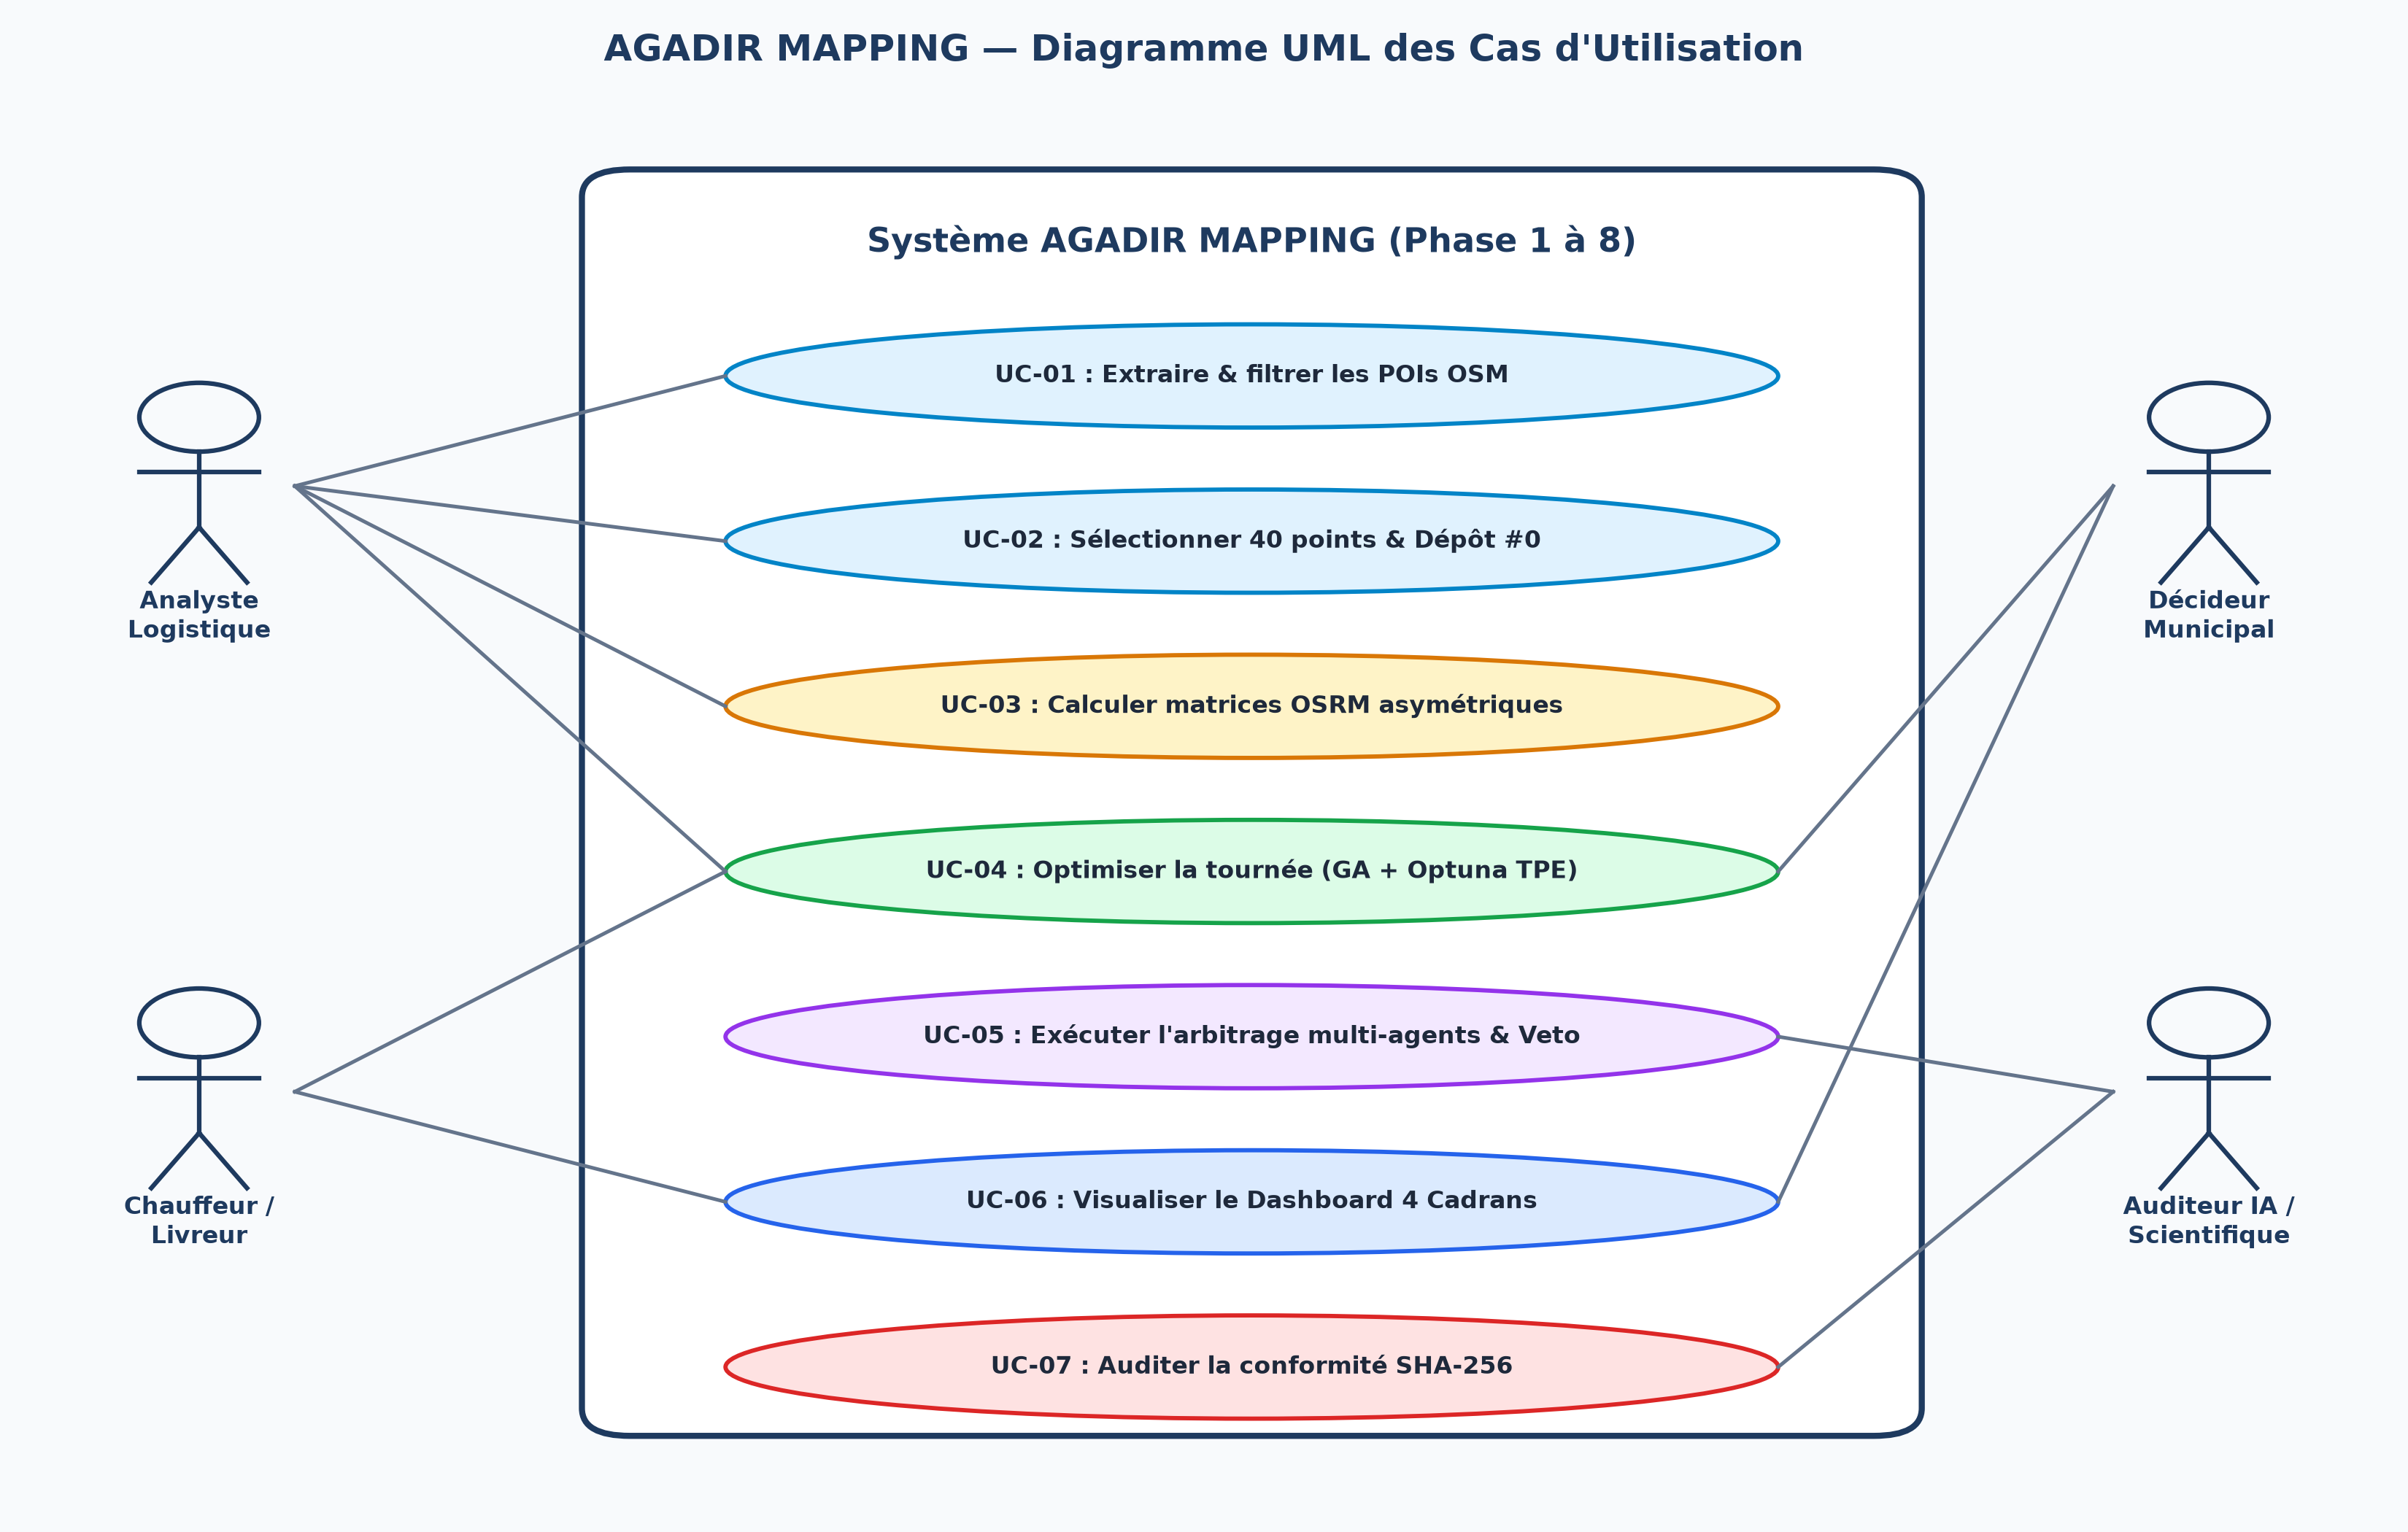 AGADIR MAPPING — Diagramme UML des Cas d'Utilisation
Système AGADIR MAPPING (Phase 1 à 8)
UC-01 : Extraire & filtrer les POIs OSM
UC-02 : Sélectionner 40 points & Dépôt #0
Analyste
Logistique
Décideur
Municipal
UC-03 : Calculer matrices OSRM asymétriques
UC-04 : Optimiser la tournée (GA + Optuna TPE)
UC-05 : Exécuter l'arbitrage multi-agents & Veto
UC-06 : Visualiser le Dashboard 4 Cadrans
Chauffeur /
Livreur
Auditeur IA /
Scientifique
UC-07 : Auditer la conformité SHA-256